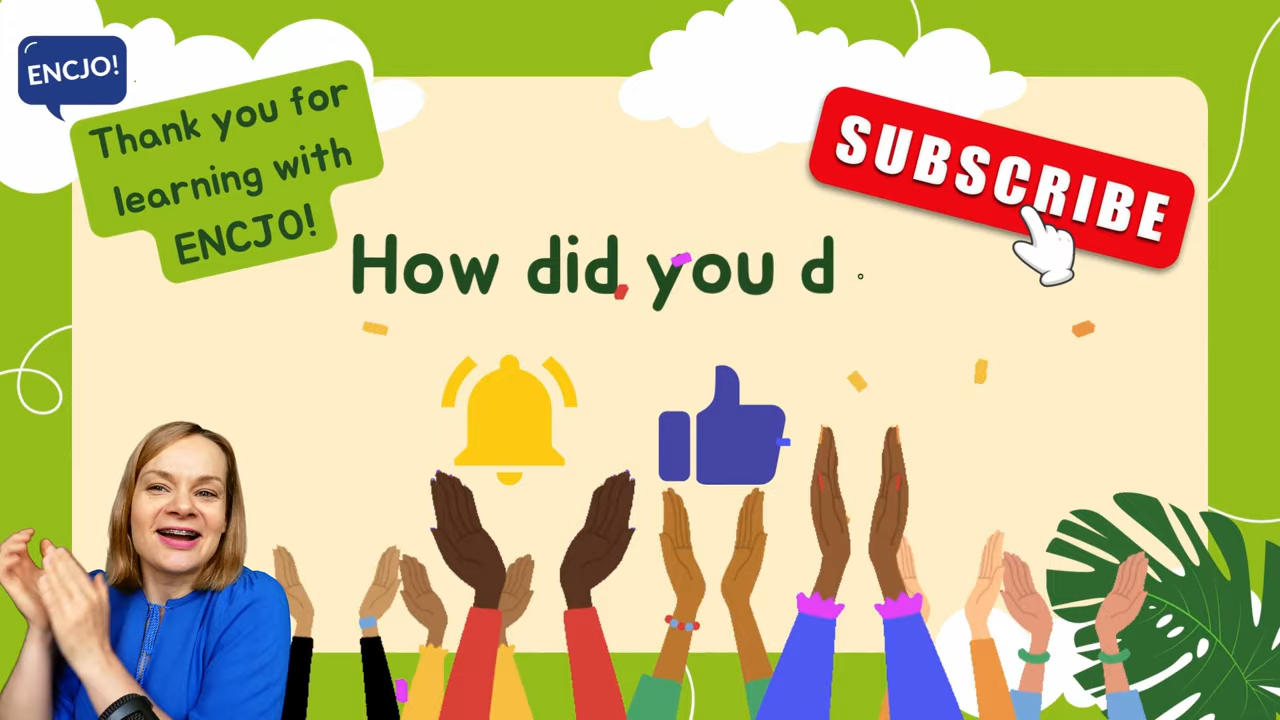 ENCJO!
Thank you for
learning with
ENCJO!
SUBSCRIBE
How did you d